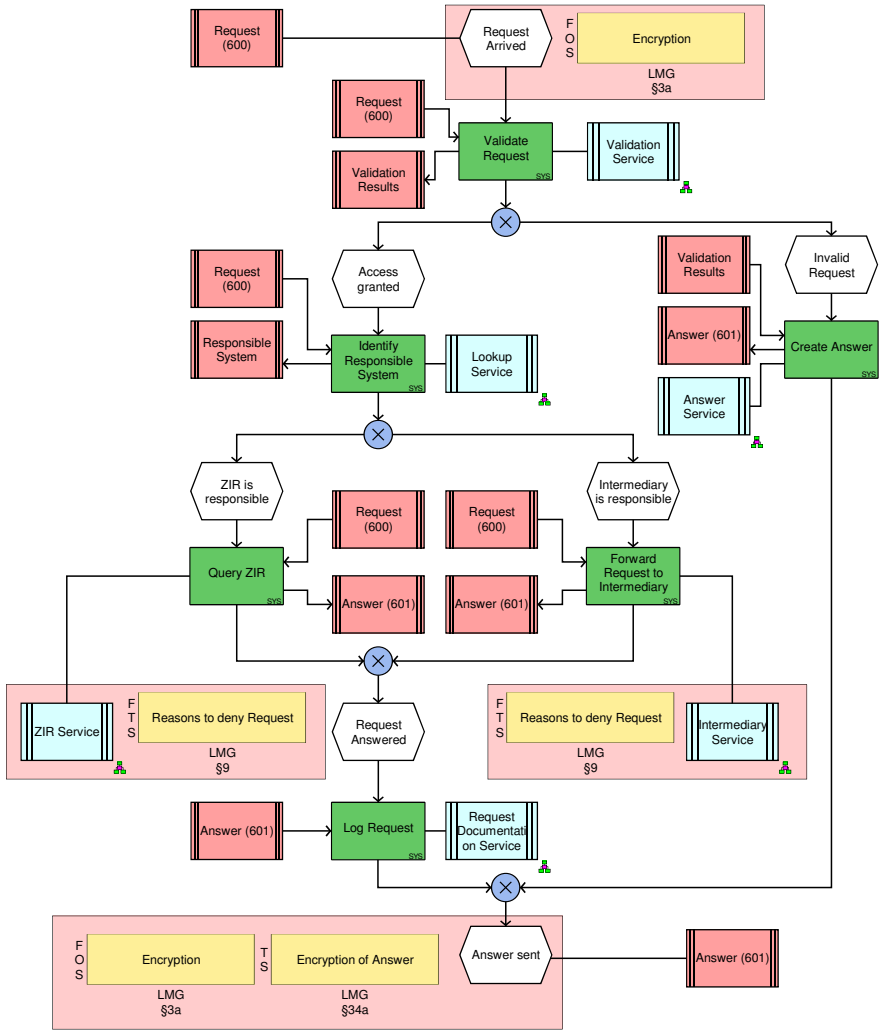 Request
(600)
Request
Arrived
F
O
S
Encryption
LMG
§3a
Request
(600)
Validate
Request
SYS
Validation
Service
Validation
Results
Request
(600)
Access
granted
Validation
Results
Invalid
Request
Responsible
System
Identify
Responsible
System
SYS
Lookup
Service
Answer (601)
Create Answer
SYS
Answer
Service
ZIR is
responsible
Request
(600)
Request
(600)
Intermediary
is responsible
Query ZIR
SYS
Answer (601)
Answer (601)
Forward
Request to
Intermediary
SYS
ZIR Service
F
T
S
Reasons to deny Request
LMG
§9
Request
Answered
F
T
S
Reasons to deny Request
LMG
§9
Intermediary
Service
Answer (601)
Log Request
SYS
Request
Documentati
on Service
F
O
S
Encryption
LMG
§3a
T
S
Encryption of Answer
LMG
§34a
Answer sent
Answer (601)